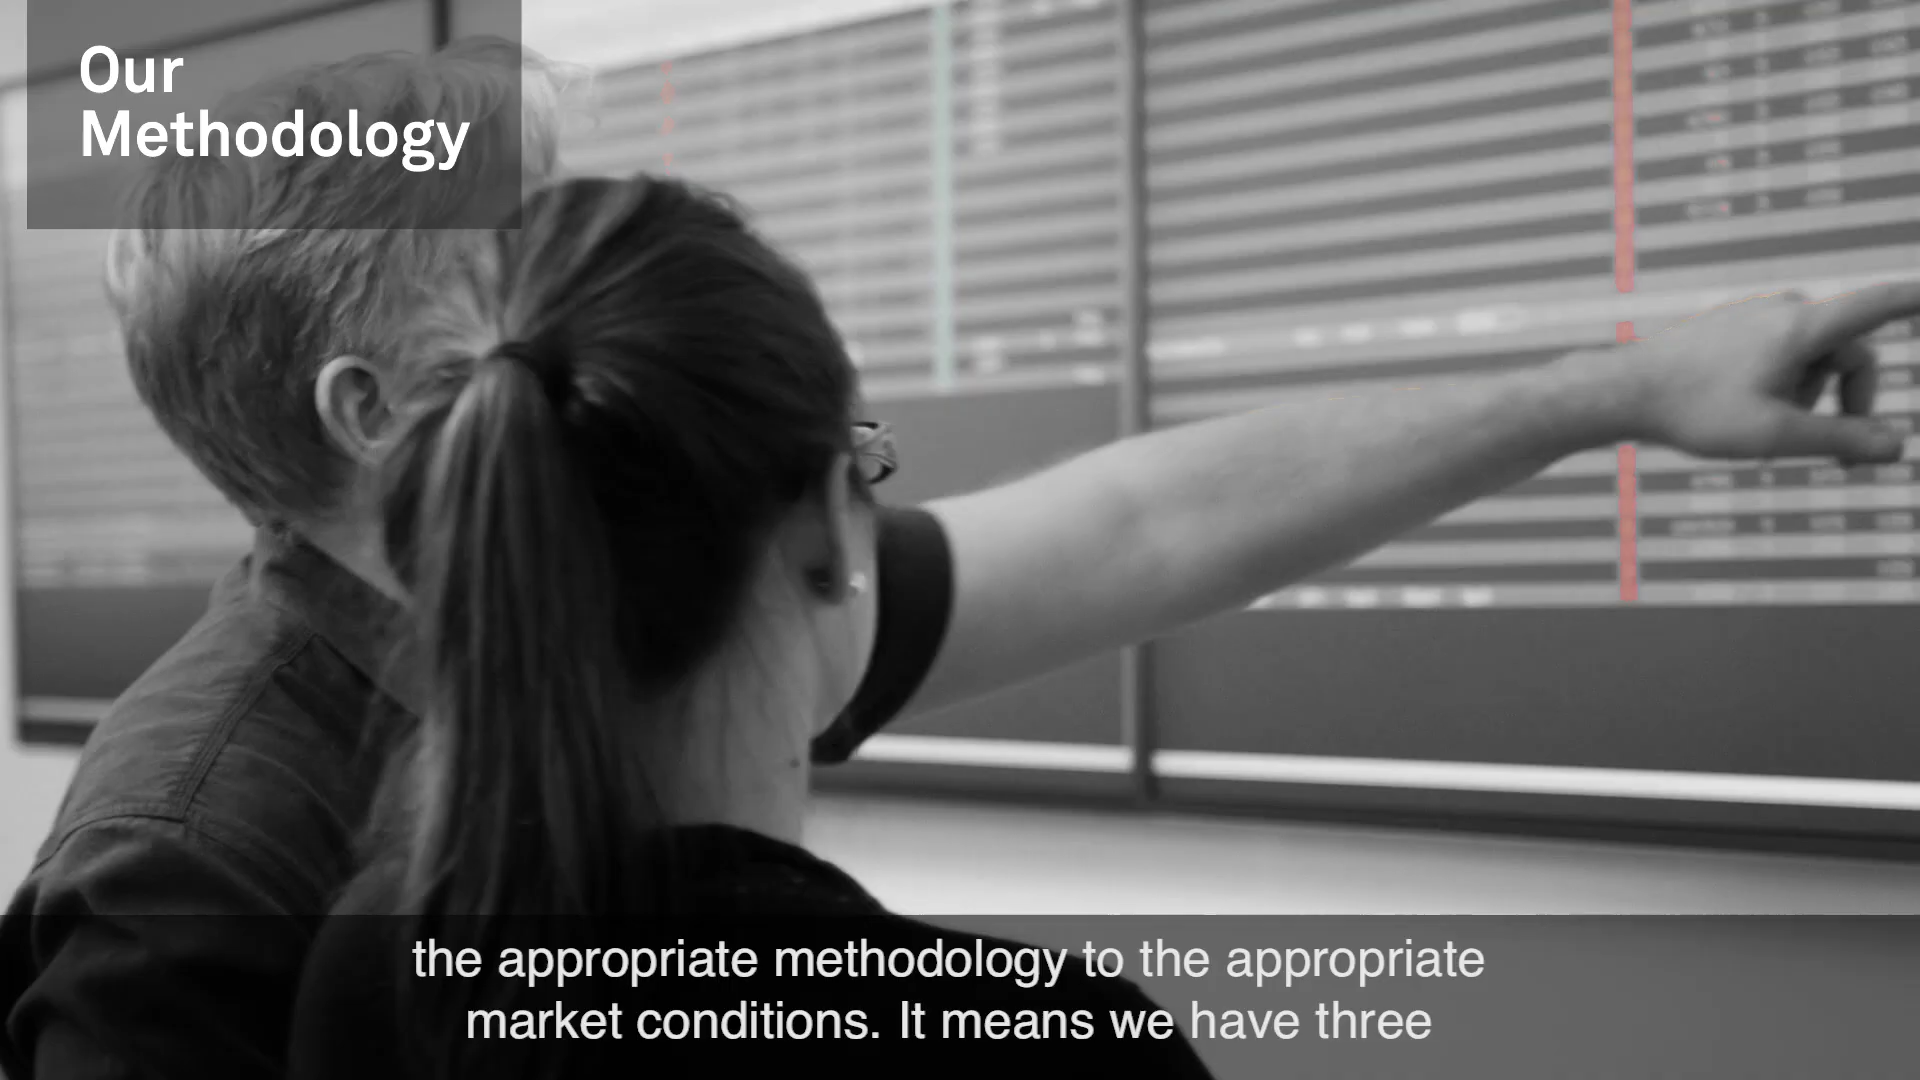 Our
Methodology
the appropriate methodology to the appropriate
market conditions. It means we have three